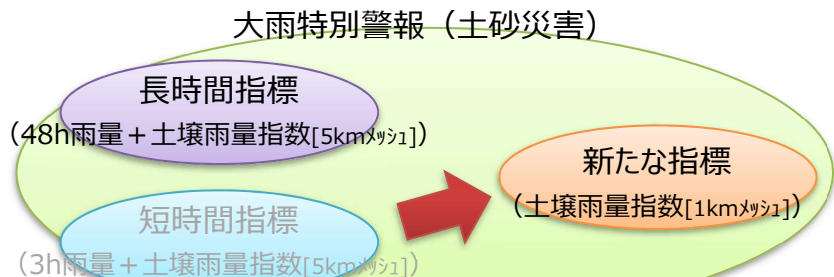 大雨特別警報（土砂災害）
長時間指標
（48h雨量＋土壌雨量指数[5kmﾒｯｼｭ]）
短時間指標
（3h雨量＋土壌雨量指数[5kmﾒｯｼｭ]）
新たな指標
（土壌雨量指数[1kmﾒｯｼｭ]）